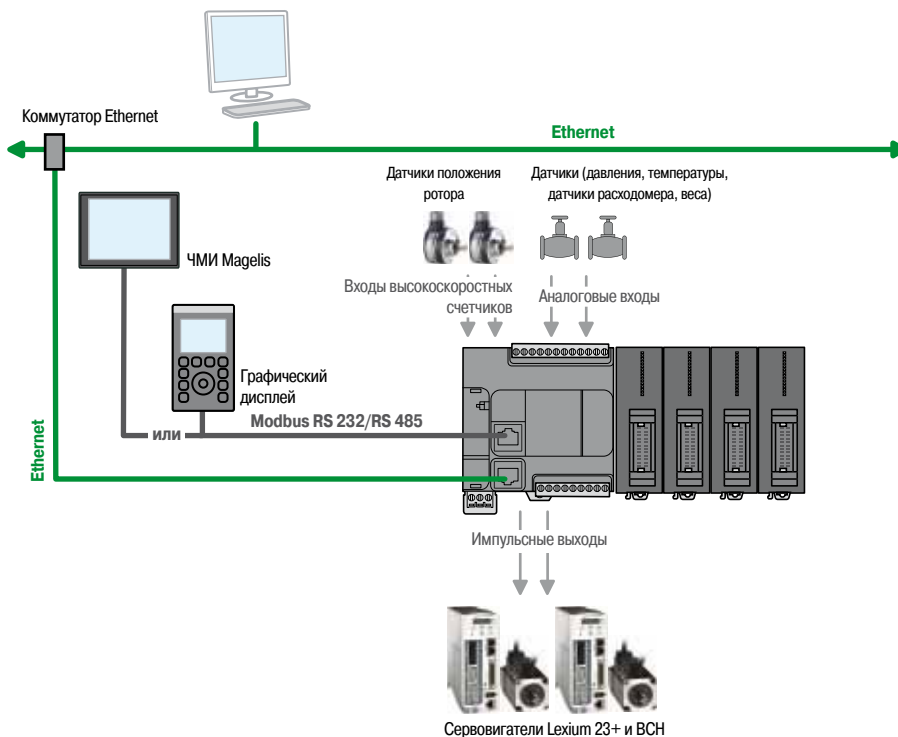 Коммутатор Ethernet
Ethernet
Датчики положения
ротора
Датчики (давления, температуры,
датчики расходомера, веса)
ЧМИ Magelis
Входы высокоскоростных
счетчиков
Аналоговые входы
Графический
дисплей
Modbus RS 232/RS 485
или
Ethernet
Импульсные выходы
Сервовигатели Lexium 23+ и BCH